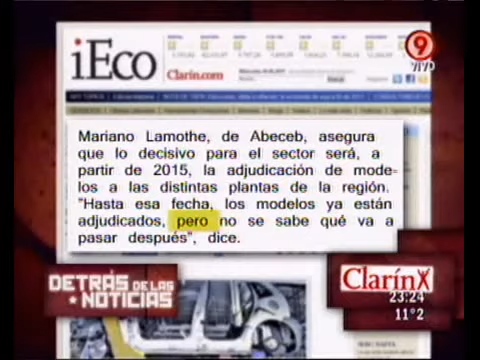 iEco
Clarín.com
9
VIVO
Mariano Lamothe, de Abeceb, asegura
que lo decisivo para el sector será, a
partir de 2015, la adjudicación de mode-
los a las distintas plantas de la región.
"Hasta esa fecha, los modelos ya están
adjudicados, pero no se sabe qué va a
pasar después", dice.
DETRÁS DE LAS
NOTICIAS
Clarín X
23:24
11°2